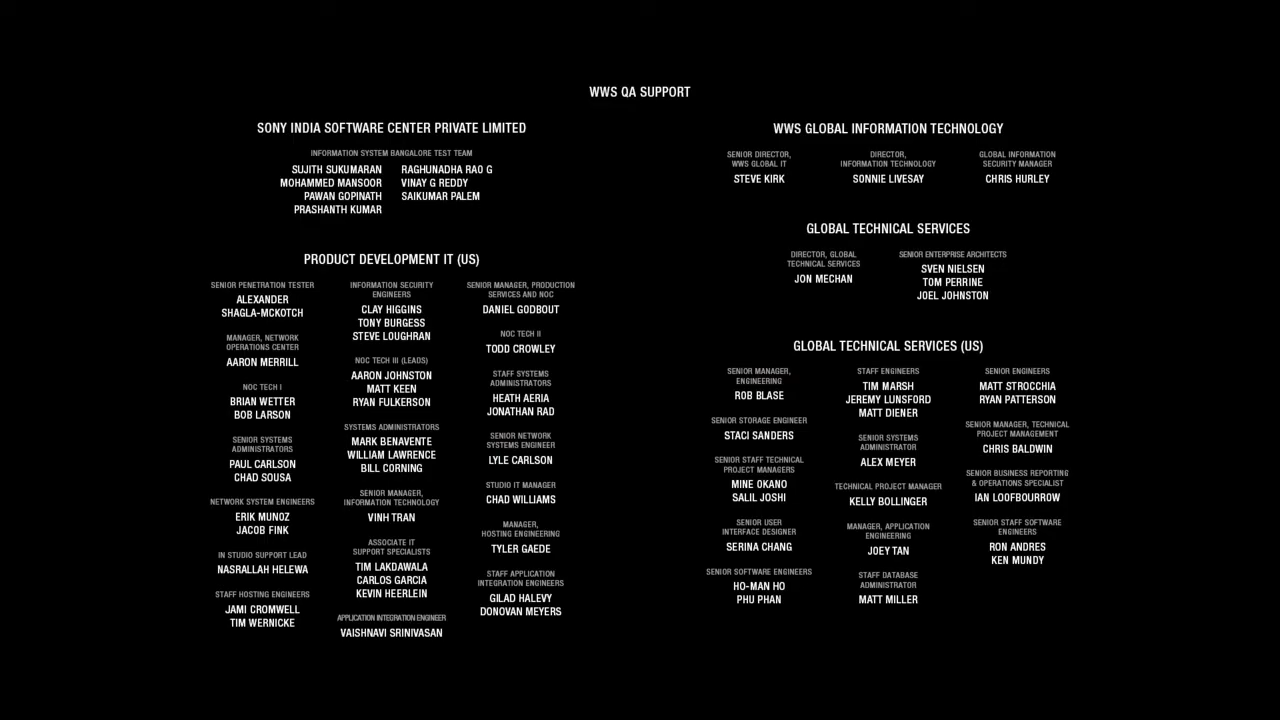 WWS QA SUPPORT
SONY INDIA SOFTWARE CENTER PRIVATE LIMITED
INFORMATION SYSTEM BANGALORE TEST TEAM
SUJITH SUKUMARAN RAGHUNADHA RAO G
MOHAMMED MANSOOR VINAY G REDDY
PAWAN GOPINATH SAIKUMAR PALEM
PRASHANTH KUMAR
PRODUCT DEVELOPMENT IT (US)
SENIOR PENETRATION TESTER
ALEXANDER
SHAGLA-MCKOTCH
MANAGER, NETWORK
OPERATIONS CENTER
AARON MERRILL
NOC TECH I
BRIAN WETTER
BOB LARSON
SENIOR SYSTEMS
ADMINISTRATORS
PAUL CARLSON
CHAD SOUSA
NETWORK SYSTEM ENGINEERS
ERIK MUNOZ
JACOB FINK
IN STUDIO SUPPORT LEAD
NASRALLAH HELEWA
STAFF HOSTING ENGINEERS
JAMI CROMWELL
TIM WERNICKE
INFORMATION SECURITY
ENGINEERS
CLAY HIGGINS
TONY BURGESS
STEVE LOUGHRAN
NOC TECH III (LEADS)
AARON JOHNSTON
MATT KEEN
RYAN FULKERSON
SYSTEMS ADMINISTRATORS
MARK BENAVENTE
WILLIAM LAWRENCE
BILL CORNING
SENIOR MANAGER,
INFORMATION TECHNOLOGY
VINH TRAN
ASSOCIATE IT
SUPPORT SPECIALISTS
TIM LAKDAWALA
CARLOS GARCIA
KEVIN HEERLEIN
APPLICATION INTEGRATION ENGINEER
VAISHNAVI SRINIVASAN
SENIOR MANAGER, PRODUCTION
SERVICES AND NOC
DANIEL GODBOUT
NOC TECH II
TODD CROWLEY
STAFF SYSTEMS
ADMINISTRATORS
HEATH AERIA
JONATHAN RAD
SENIOR NETWORK
SYSTEMS ENGINEER
LYLE CARLSON
STUDIO IT MANAGER
CHAD WILLIAMS
MANAGER,
HOSTING ENGINEERING
TYLER GAEDE
STAFF APPLICATION
INTEGRATION ENGINEERS
GILAD HALEVY
DONOVAN MEYERS
WWS GLOBAL INFORMATION TECHNOLOGY
SENIOR DIRECTOR,
WWS GLOBAL IT
STEVE KIRK
DIRECTOR,
INFORMATION TECHNOLOGY
SONNIE LIVESAY
GLOBAL INFORMATION
SECURITY MANAGER
CHRIS HURLEY
GLOBAL TECHNICAL SERVICES
DIRECTOR, GLOBAL
TECHNICAL SERVICES
JON MECHAN
SENIOR ENTERPRISE ARCHITECTS
SVEN NIELSEN
TOM PERRINE
JOEL JOHNSTON
GLOBAL TECHNICAL SERVICES (US)
SENIOR MANAGER,
ENGINEERING
ROB BLASE
SENIOR STORAGE ENGINEER
STACI SANDERS
SENIOR STAFF TECHNICAL
PROJECT MANAGERS
MINE OKANO
SALIL JOSHI
SENIOR USER
INTERFACE DESIGNER
SERINA CHANG
SENIOR SOFTWARE ENGINEERS
HO-MAN HO
PHU PHAN
STAFF ENGINEERS
TIM MARSH
JEREMY LUNSFORD
MATT DIENER
SENIOR SYSTEMS
ADMINISTRATOR
ALEX MEYER
TECHNICAL PROJECT MANAGER
KELLY BOLLINGER
MANAGER, APPLICATION
ENGINEERING
JOEY TAN
STAFF DATABASE
ADMINISTRATOR
MATT MILLER
SENIOR ENGINEERS
MATT STROCCHIA
RYAN PATTERSON
SENIOR MANAGER, TECHNICAL
PROJECT MANAGEMENT
CHRIS BALDWIN
SENIOR BUSINESS REPORTING
& OPERATIONS SPECIALIST
IAN LOOFBOURROW
SENIOR STAFF SOFTWARE
ENGINEERS
RON ANDRES
KEN MUNDY